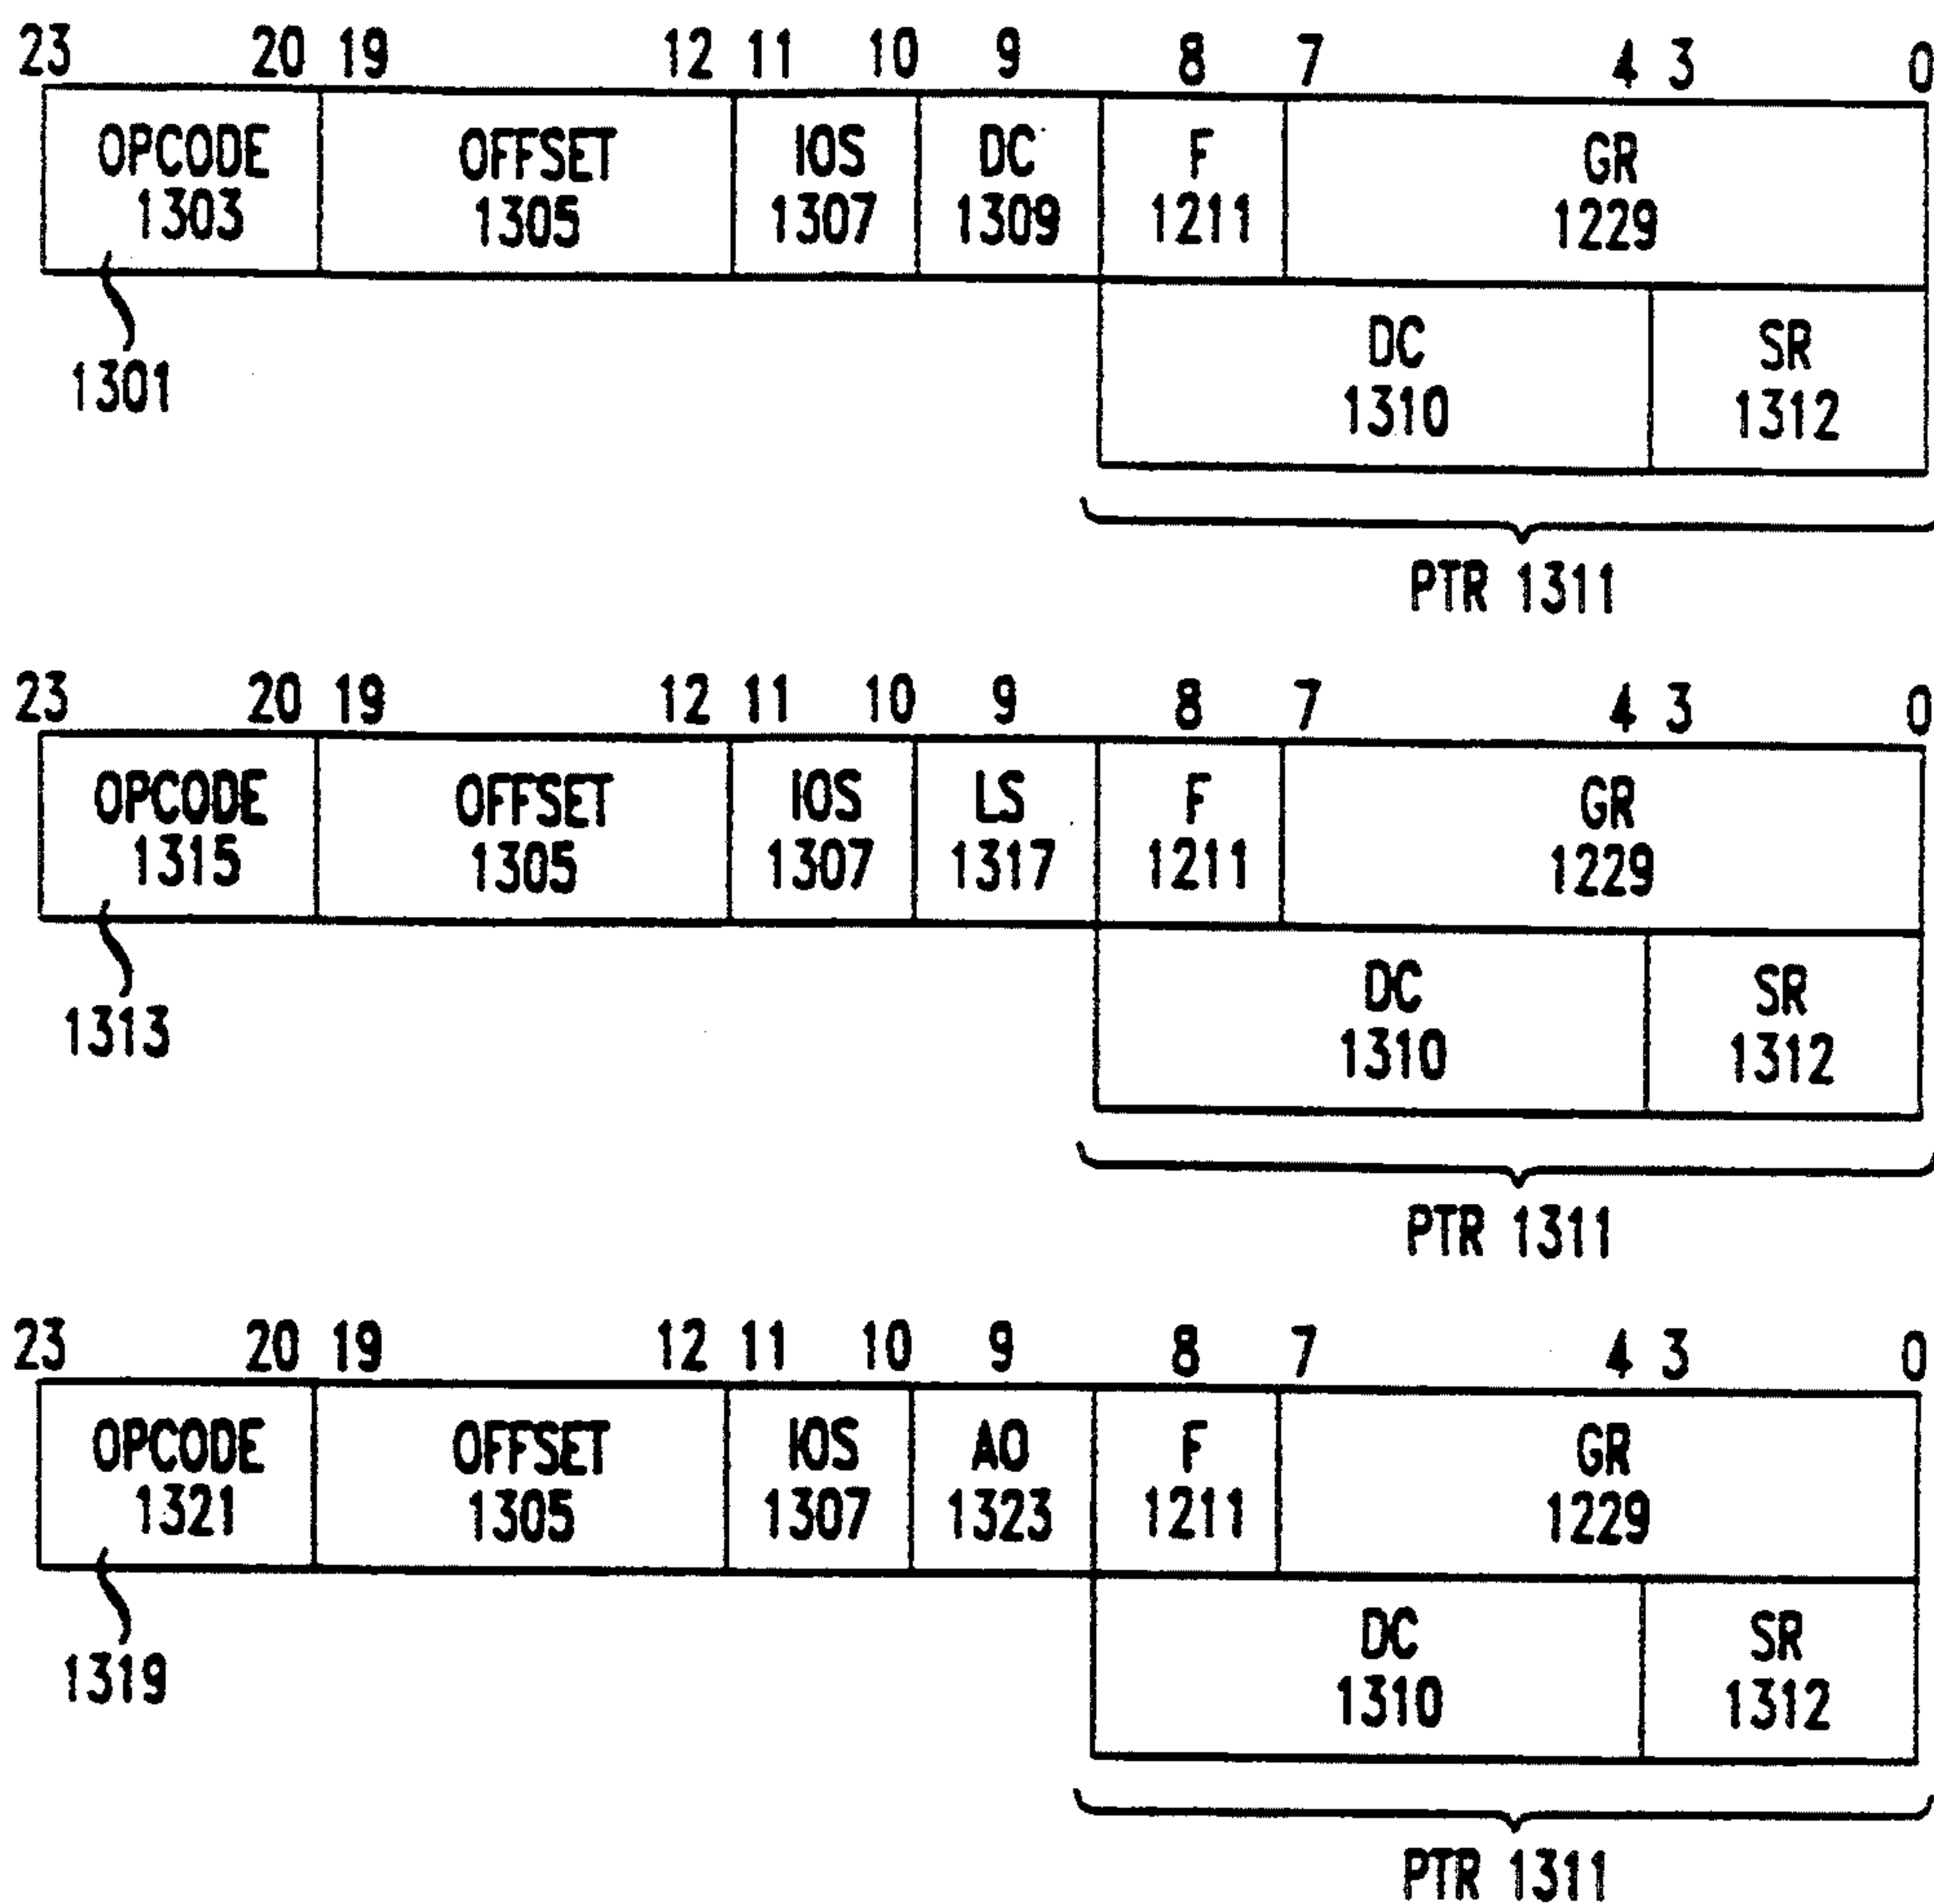 23 20 19 12 11 10 9 8 7 4 3 0
OPCODE OFFSET IOS DC F GR
1303 1305 1307 1309 1211 1229
DC SR
1310 1312
1301
PTR 1311
23 20 19 12 11 10 9 8 7 4 3 0
OPCODE OFFSET IOS LS F GR
1315 1305 1307 1317 1211 1229
DC SR
1310 1312
1313
PTR 1311
23 20 19 12 11 10 9 8 7 4 3 0
OPCODE OFFSET IOS AO F GR
1321 1305 1307 1323 1211 1229
DC SR
1310 1312
1319
PTR 1311